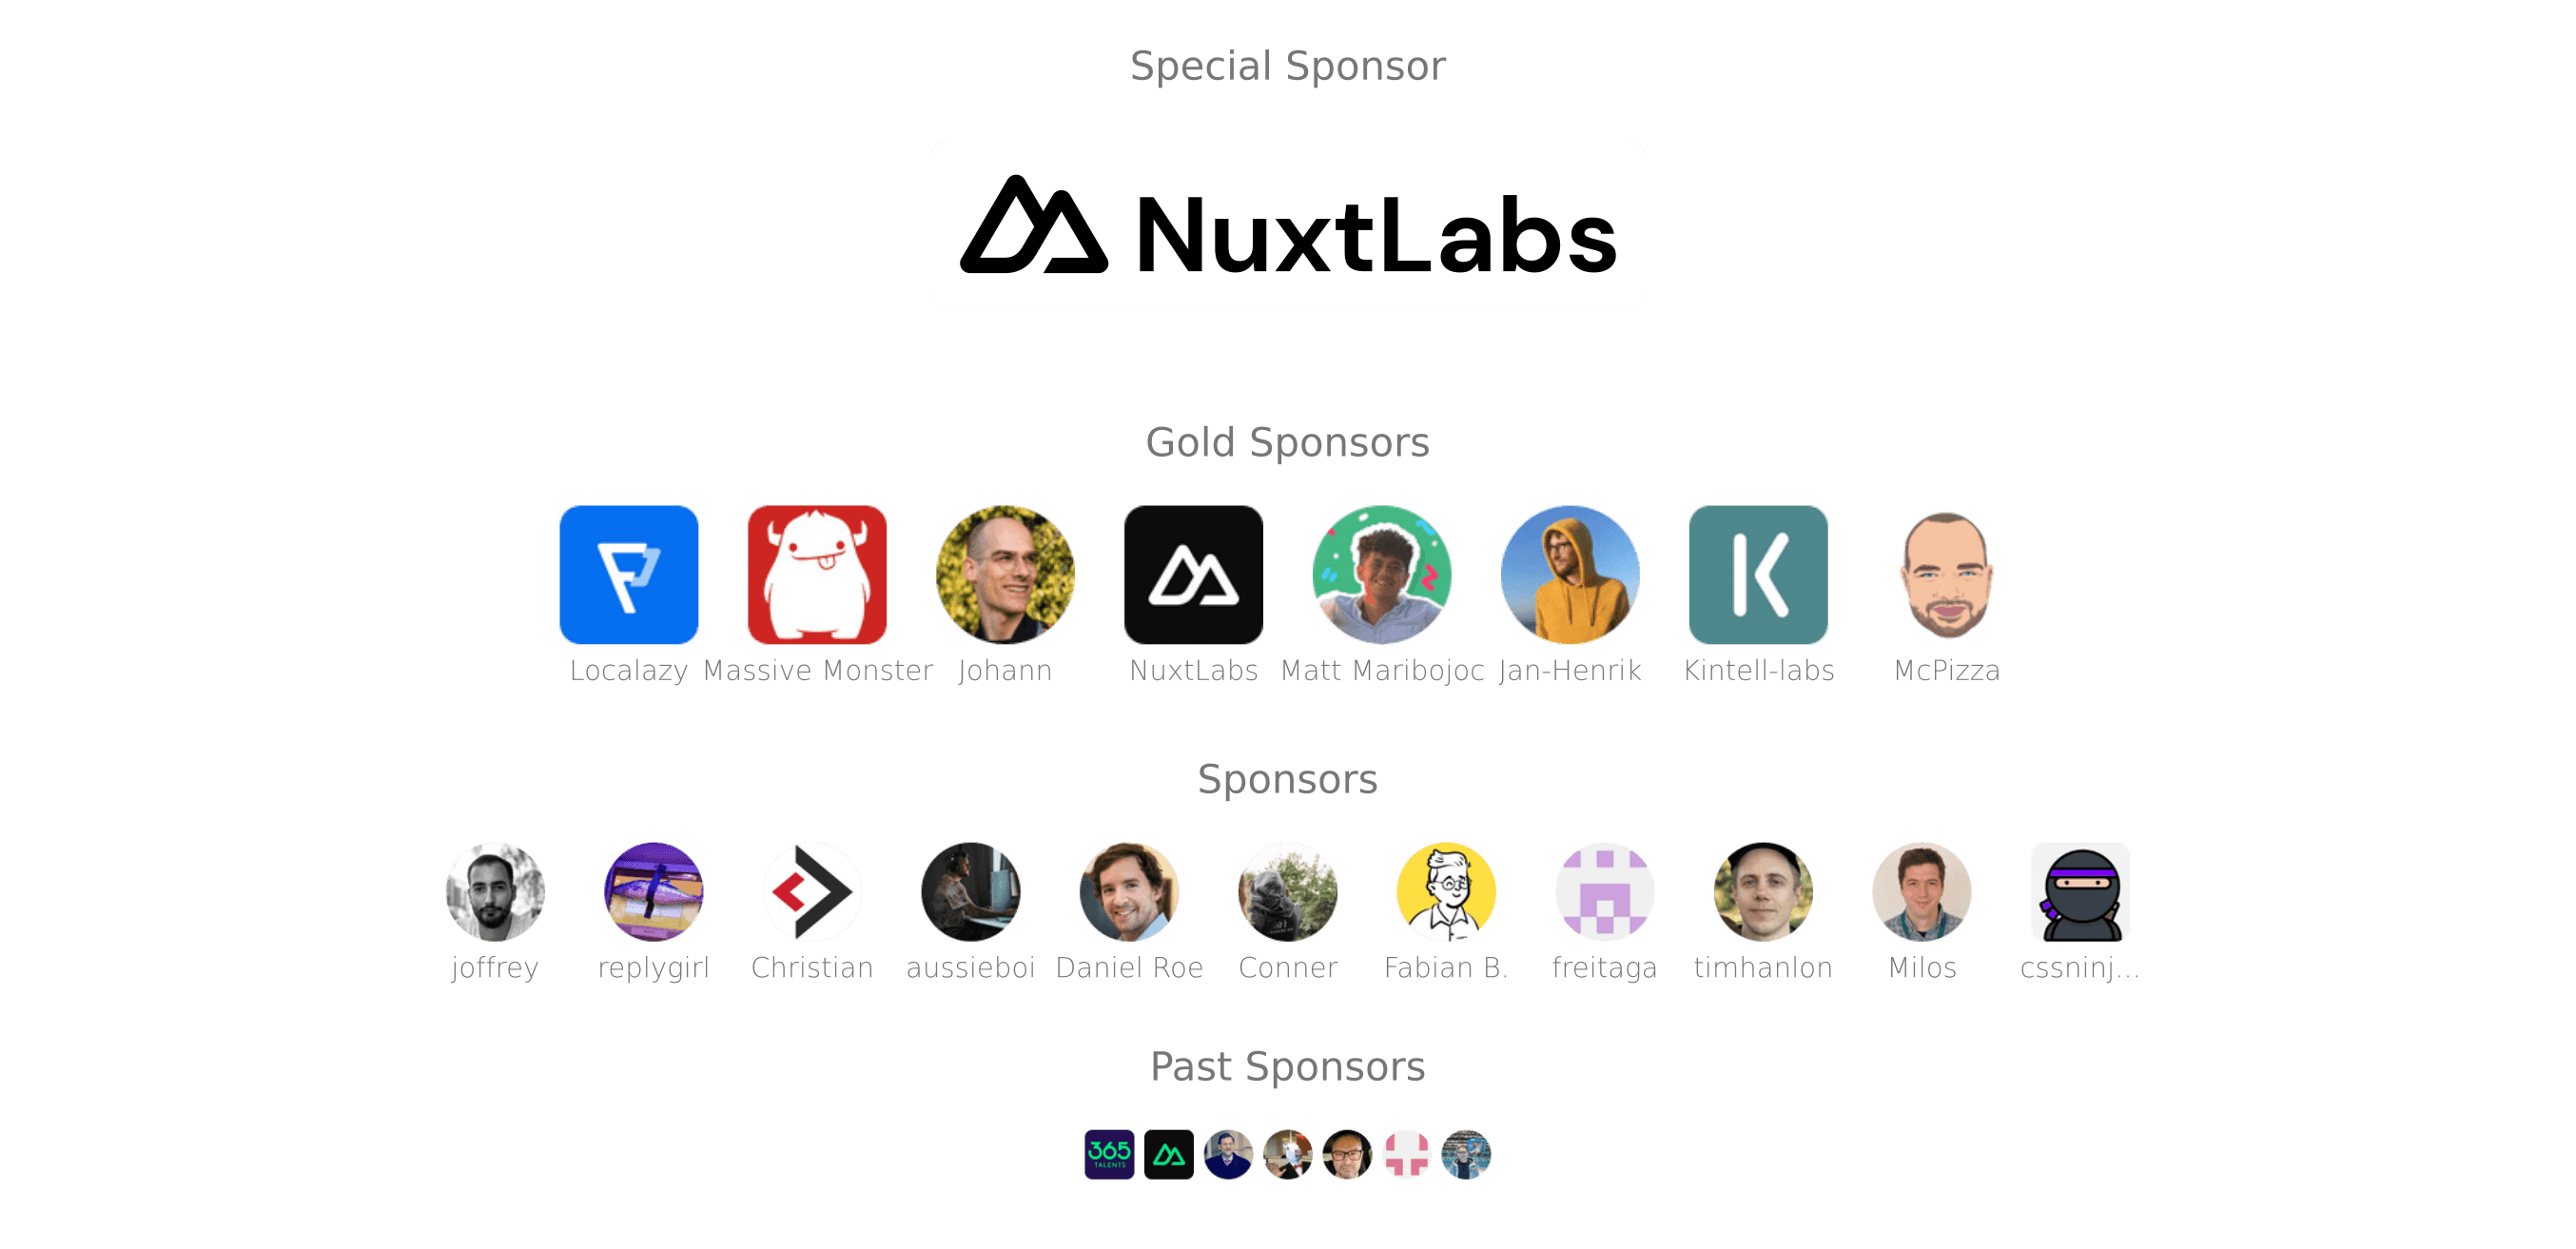 Special Sponsor
NuxtLabs
Gold Sponsors
Localazy Massive Monster Johann NuxtLabs Matt Maribojoc Jan-Henrik Kintell-labs McPizza
Sponsors
joffrey replygirl Christian aussieboi Daniel Roe Conner Fabian B. freitaga timhanlon Milos cssninj...
Past Sponsors
365
TALENTS